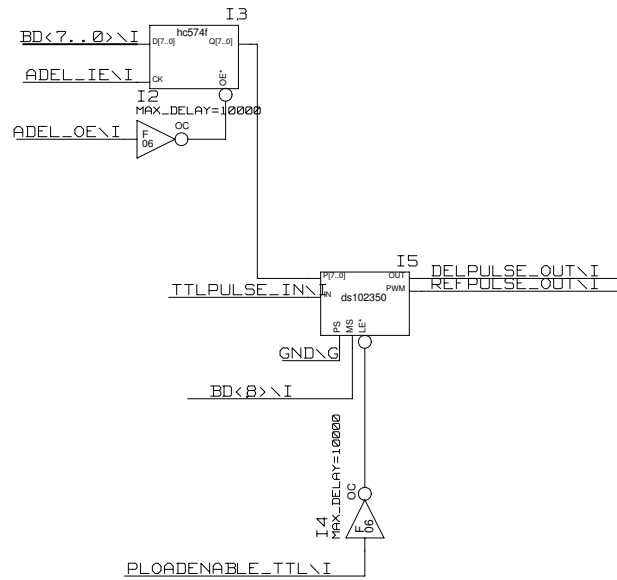 I3
hc574f
BD<7..0>\I
D[7..0]
Q[7..0]
ADEL_IE\I
CK
OE*
I2
MAX_DELAY=10000
ADEL_OE\I
F
06
OC
I5
P[7..0]
OUT
DELPULSE_OUT\I
TTLPULSE_IN\I
IN
ds102350
PWM
REFPULSE_OUT\I
PS
MS
LE*
GND\G
BD<8>\I
I4
MAX_DELAY=10000
OC
F
06
PLOADENABLE_TTL\I